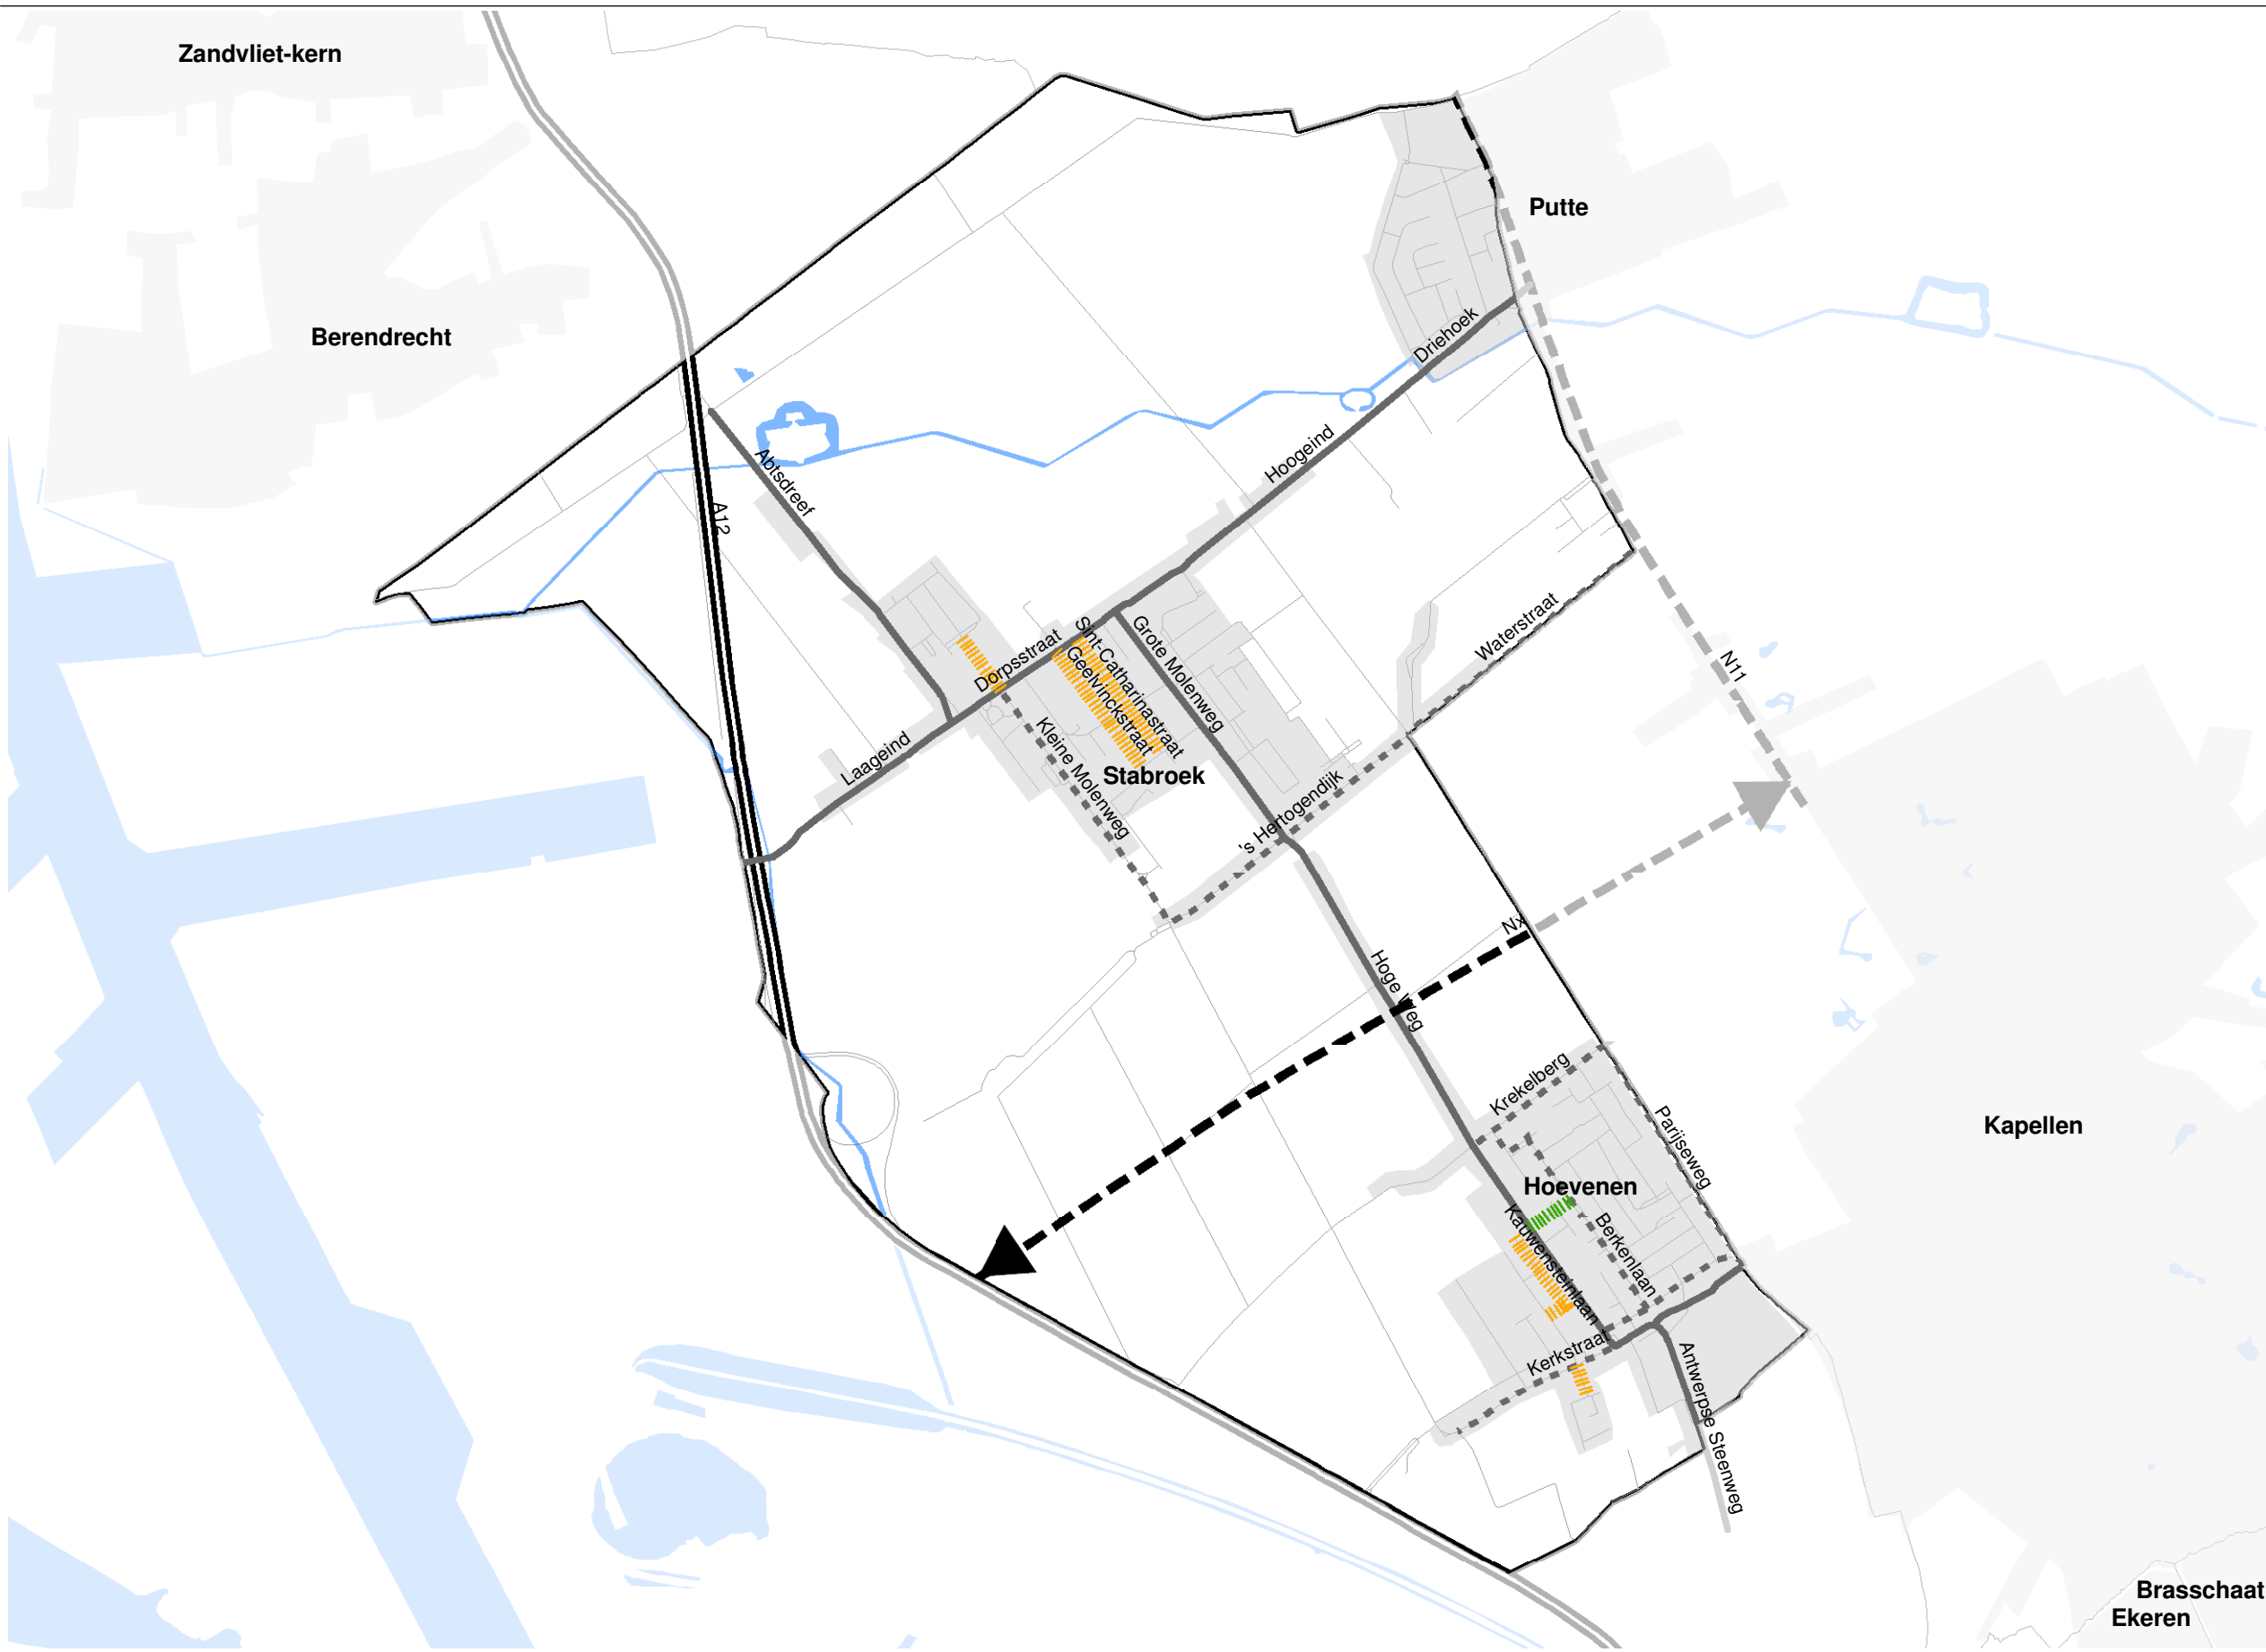 Zandvliet-kern
Putte
Berendrecht
Driehoek
Hoogeind
Abtsdreef
A12
Waterstraat
Sint-Catharinastraat
Grote Molenweg
Dorpsstraat
Geelvinckstraat
N11
Kleine Molenweg
Laageind
Stabroek
's Hertogendijk
Nx
Hoge Weg
Krekelberg
Parijseweg
Kapellen
Hoevenen
Kauwensteinlaan
Berkenlaan
Kerkstraat
Antwerpse Steenweg
Brasschaat
Ekeren